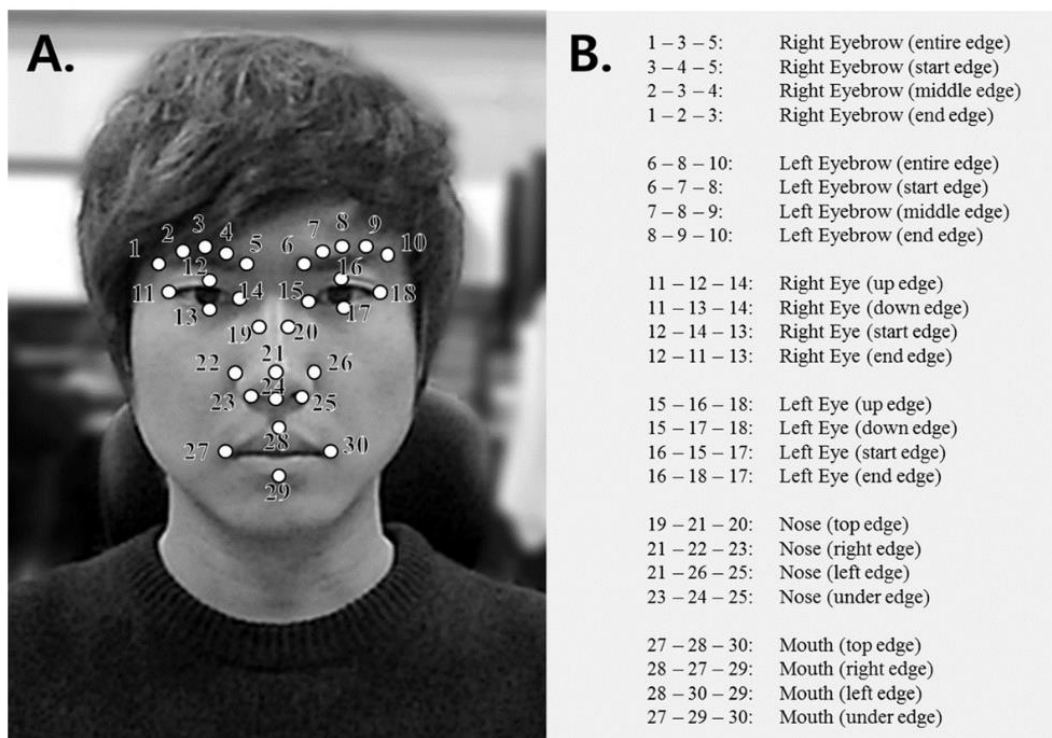 A.
1
2
3
4
5
6
7
8
9
10
11
12
13
14
15
16
17
18
19
20
21
22
23
24
25
26
27
28
29
30
B.
1 – 3 – 5: Right Eyebrow (entire edge)
3 – 4 – 5: Right Eyebrow (start edge)
2 – 3 – 4: Right Eyebrow (middle edge)
1 – 2 – 3: Right Eyebrow (end edge)
6 – 8 – 10: Left Eyebrow (entire edge)
6 – 7 – 8: Left Eyebrow (start edge)
7 – 8 – 9: Left Eyebrow (middle edge)
8 – 9 – 10: Left Eyebrow (end edge)
11 – 12 – 14: Right Eye (up edge)
11 – 13 – 14: Right Eye (down edge)
12 – 14 – 13: Right Eye (start edge)
12 – 11 – 13: Right Eye (end edge)
15 – 16 – 18: Left Eye (up edge)
15 – 17 – 18: Left Eye (down edge)
16 – 15 – 17: Left Eye (start edge)
16 – 18 – 17: Left Eye (end edge)
19 – 21 – 20: Nose (top edge)
21 – 22 – 23: Nose (right edge)
21 – 26 – 25: Nose (left edge)
23 – 24 – 25: Nose (under edge)
27 – 28 – 30: Mouth (top edge)
28 – 27 – 29: Mouth (right edge)
28 – 30 – 29: Mouth (left edge)
27 – 29 – 30: Mouth (under edge)